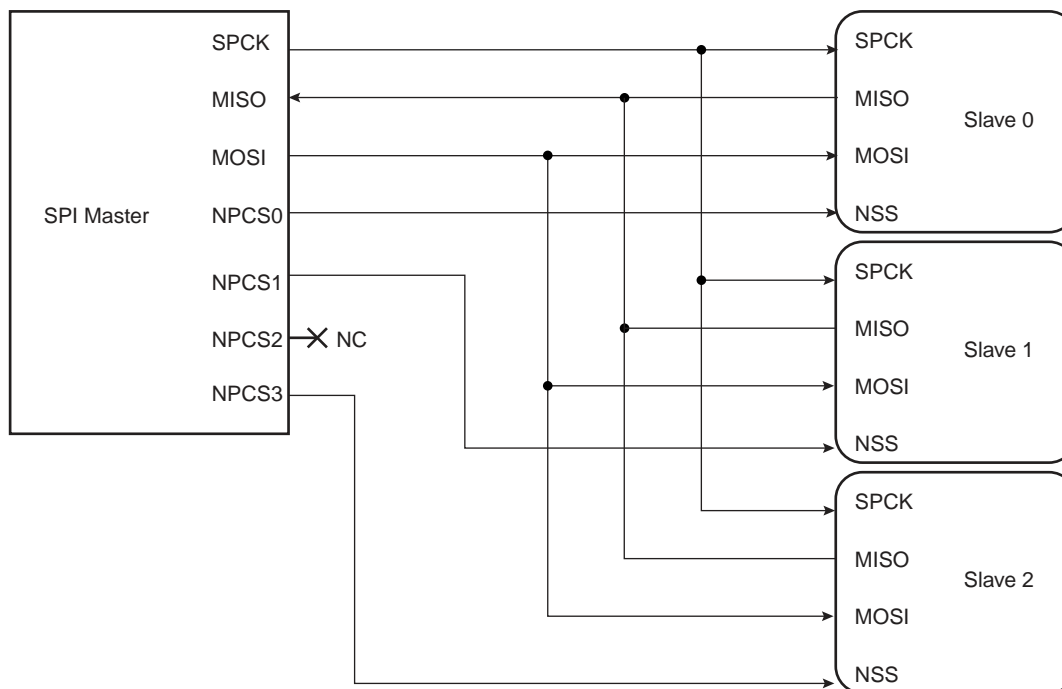 SPI Master
SPCK
MISO
MOSI
NPCS0
NPCS1
NPCS2
NC
NPCS3
SPCK
MISO
Slave 0
MOSI
NSS
SPCK
MISO
Slave 1
MOSI
NSS
SPCK
MISO
Slave 2
MOSI
NSS